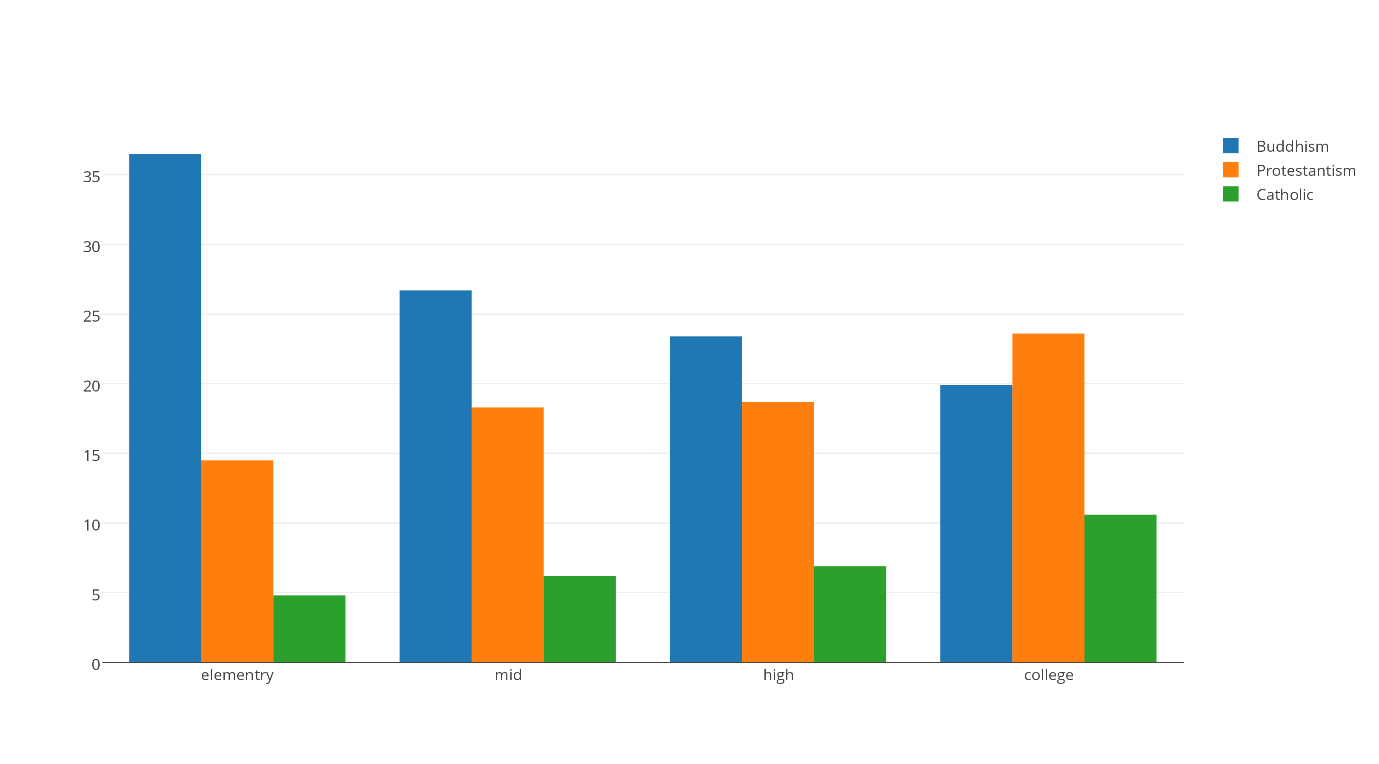 Buddhism
Protestantism
Catholic
35
30
25
20
15
10
5
0
elementry
mid
high
college